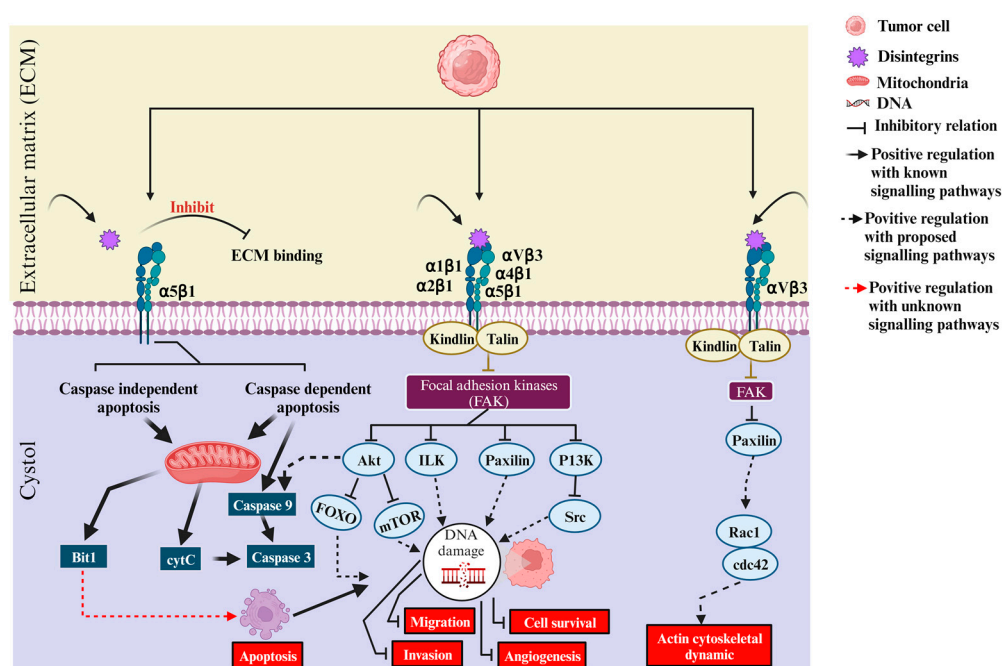 Extracellular matrix (ECM)
Inhibit
ECM binding
α5β1
α1β1
α2β1
αVβ3
α4β1
α5β1
αVβ3
Kindlin
Talin
Kindlin
Talin
Cystol
Caspase independent
apoptosis
Caspase dependent
apoptosis
Focal adhesion kinases
(FAK)
FAK
Akt
ILK
Paxilin
P13K
Paxilin
Caspase 9
FOXO
mTOR
Src
Rac1
cdc42
Bit1
cytC
Caspase 3
DNA
damage
Apoptosis
Migration
Invasion
Cell survival
Angiogenesis
Actin cytoskeletal
dynamic
Tumor cell
Disintegrins
Mitochondria
DNA
Inhibitory relation
Positive regulation
with known
signalling pathways
Povitive regulation
with proposed
signalling pathways
Povitive regulation
with unknown
signalling pathways